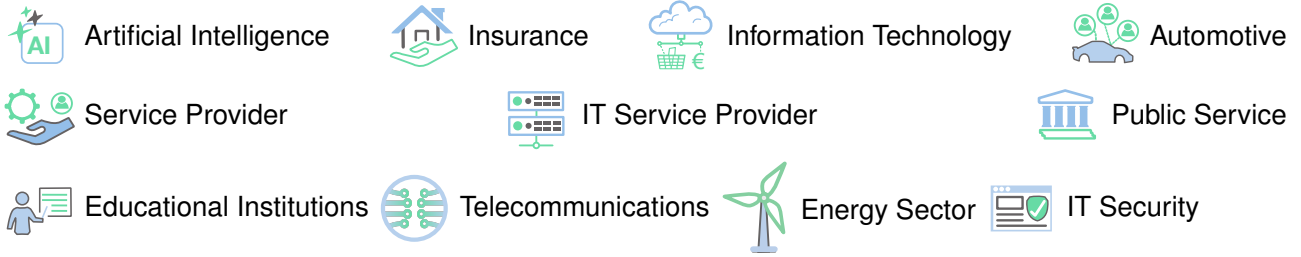 AI Artificial Intelligence Insurance Information Technology Automotive
€
Service Provider IT Service Provider Public Service
Educational Institutions Telecommunications Energy Sector IT Security